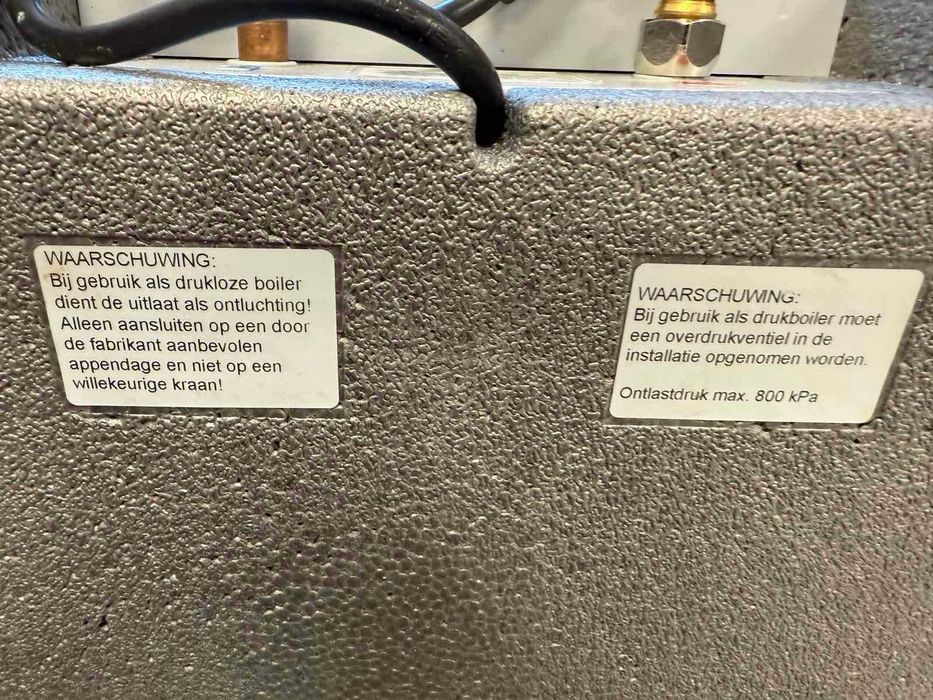 WAARSCHUWING:
Bij gebruik als drukloze boiler
dient de uitlaat als ontluchting!
Alleen aansluiten op een door
de fabrikant aanbevolen
appendage en niet op een
willekeurige kraan!
WAARSCHUWING:
Bij gebruik als drukboiler moet
een overdrukventiel in de
installatie opgenomen worden.
Ontlastdruk max. 800 kPa